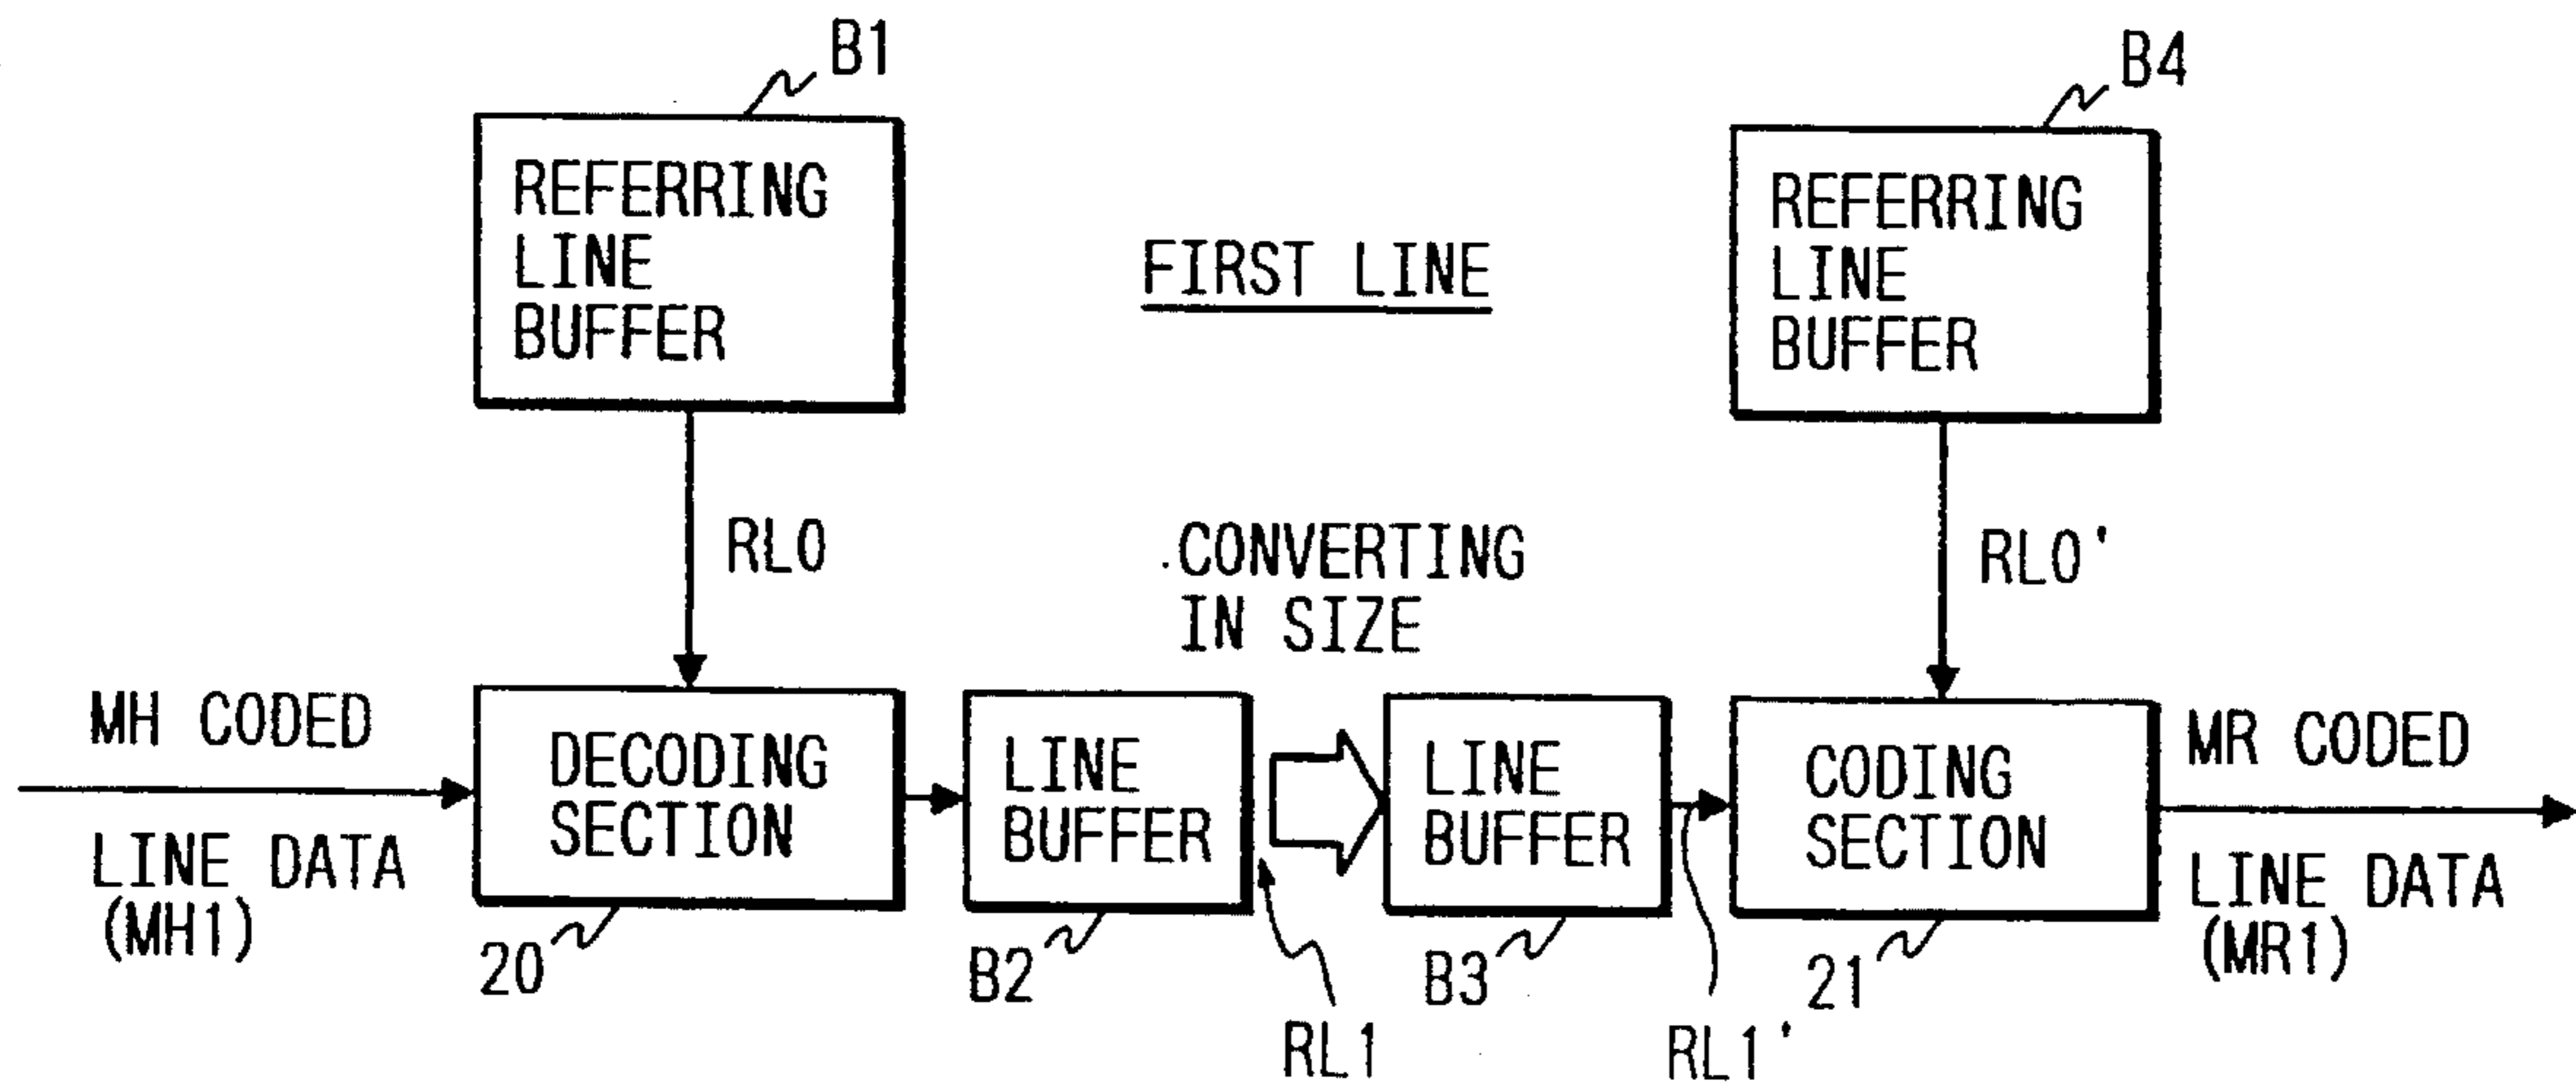 B1
B4
REFERRING
LINE
BUFFER
FIRST LINE
REFERRING
LINE
BUFFER
RL0
CONVERTING
IN SIZE
RL0'
MH CODED
LINE DATA
(MH1)
DECODING
SECTION
LINE
BUFFER
LINE
BUFFER
CODING
SECTION
MR CODED
LINE DATA
(MR1)
20
B2
RL1
B3
RL1'
21